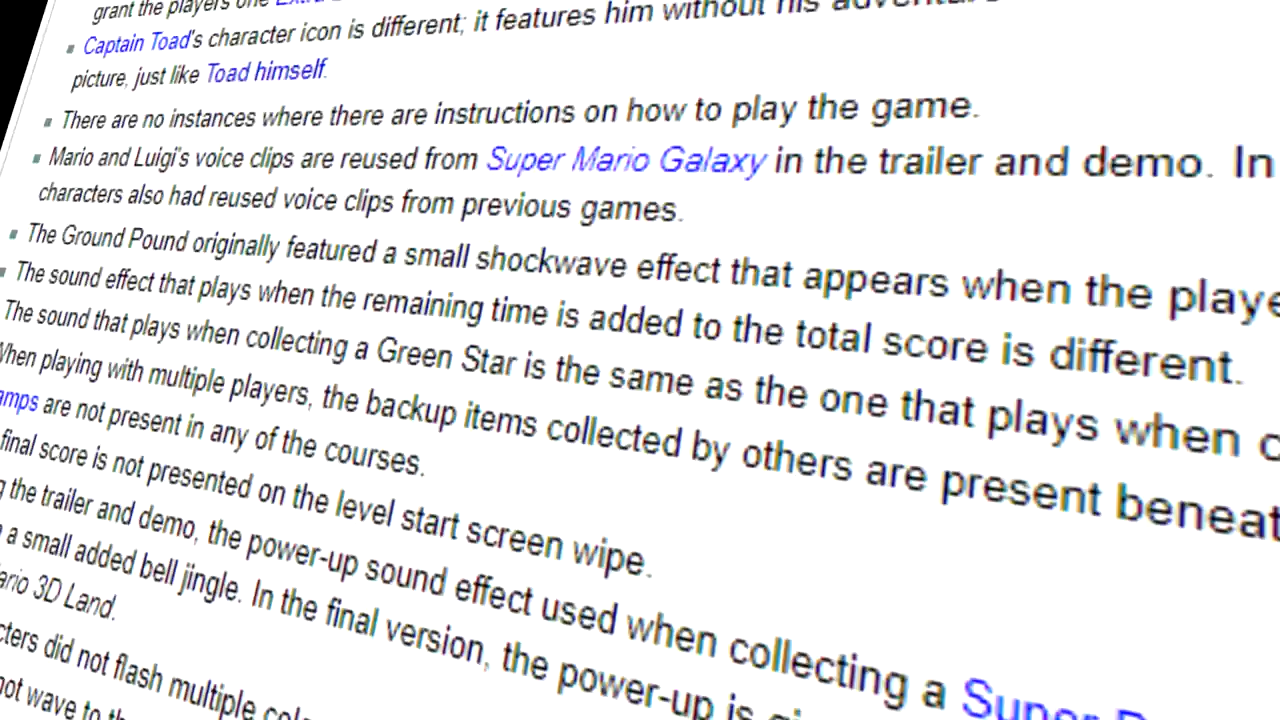 grant the players one
Captain Toad's character icon is different; it features him without his
picture, just like Toad himself.
There are no instances where there are instructions on how to play the game.
Mario and Luigi's voice clips are reused from Super Mario Galaxy in the trailer and demo. In
characters also had reused voice clips from previous games.
The Ground Pound originally featured a small shockwave effect that appears when the
The sound effect that plays when the remaining time is added to the total score is different.
The sound that plays when collecting a Green Star is the same as the one that plays when
When playing with multiple players, the backup items collected by others are present
are not present in any of the courses.
final score is not presented on the level start screen wipe.
the trailer and demo, the power-up sound effect used when collecting a Super
a small added bell jingle. In the final version, the power-up is
3D Land.
did not flash multiple
wave to